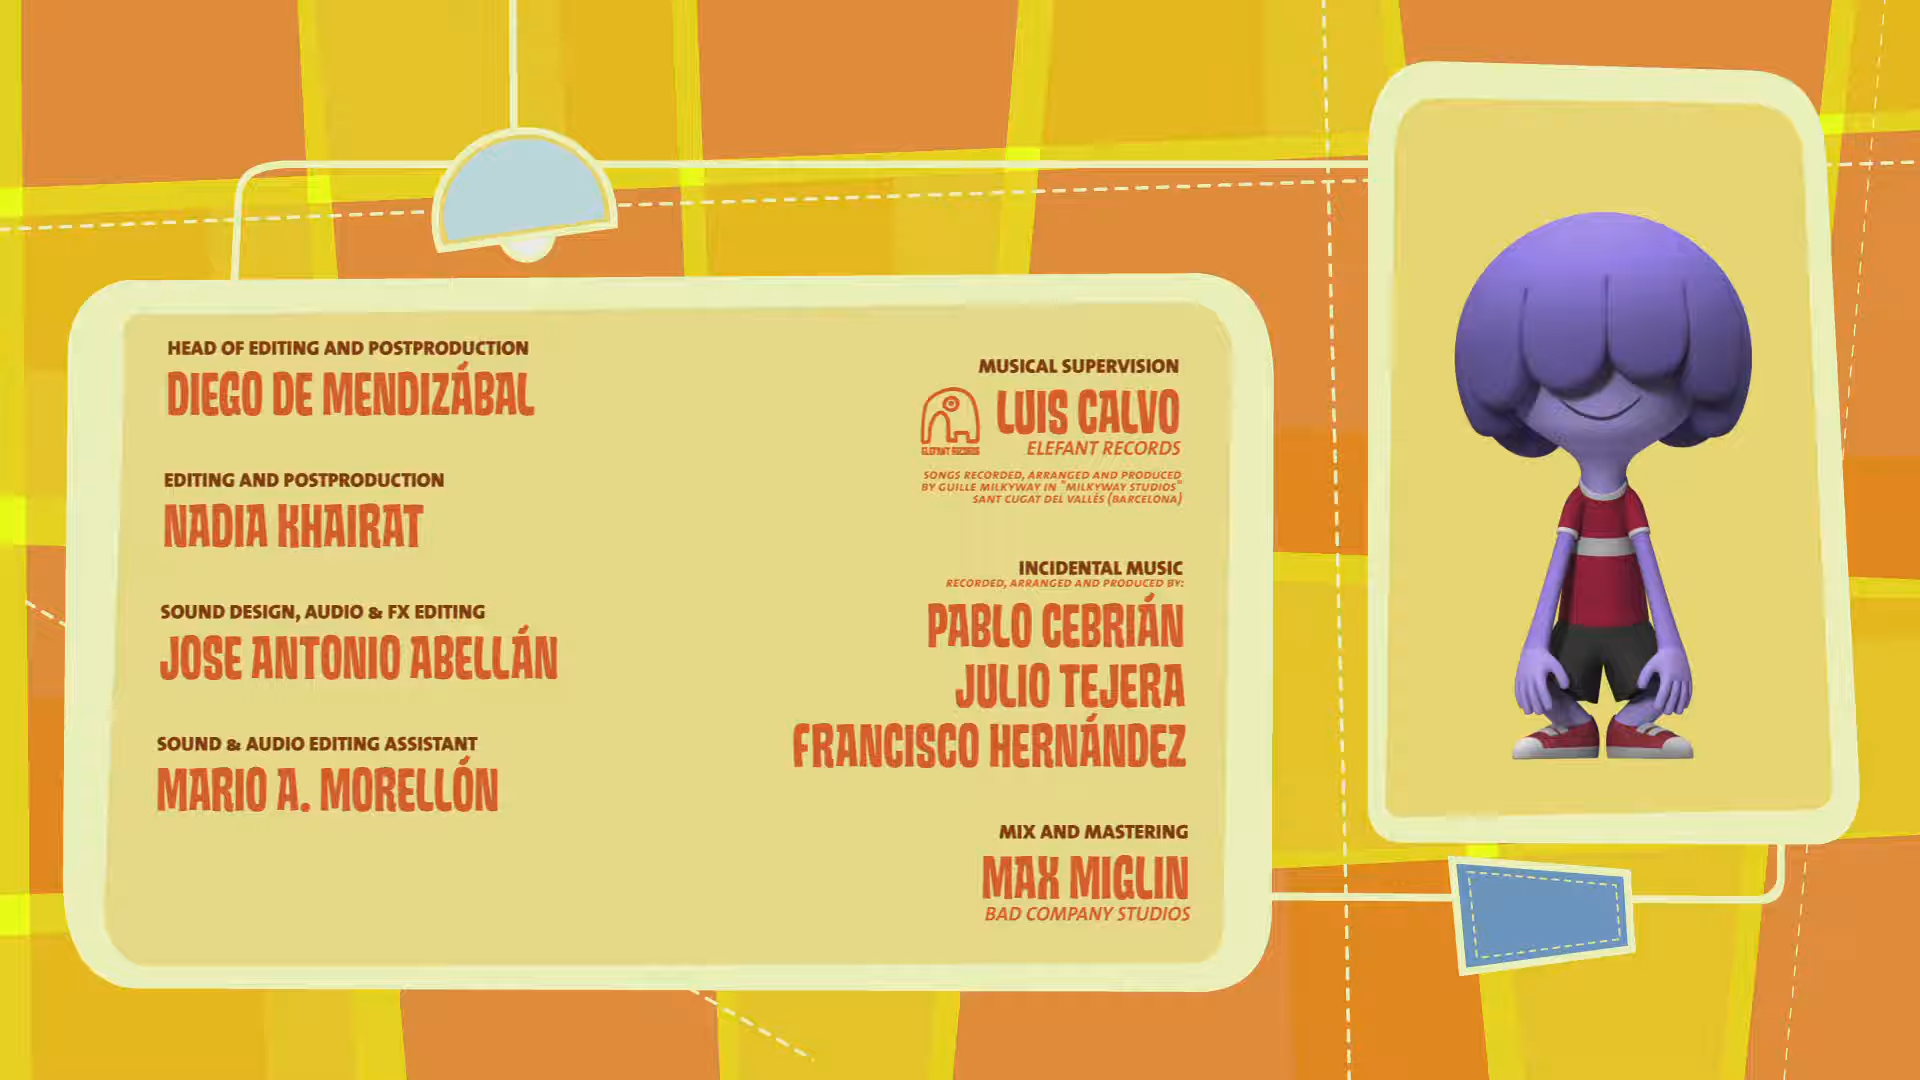 HEAD OF EDITING AND POSTPRODUCTION
DIEGO DE MENDIZÁBAL
EDITING AND POSTPRODUCTION
NADIA KHAIRAT
SOUND DESIGN, AUDIO & FX EDITING
JOSE ANTONIO ABELLÁN
SOUND & AUDIO EDITING ASSISTANT
MARIO A. MORELLÓN
MUSICAL SUPERVISION
LUIS CALVO
ELEFANT RECORDS
ELEFANT RECORDS
SONGS RECORDED, ARRANGED AND PRODUCED
BY GUILLE MILKYWAY IN "MILKYWAY STUDIOS"
SANT CUGAT DEL VALLÉS (BARCELONA)
INCIDENTAL MUSIC
RECORDED, ARRANGED AND PRODUCED BY:
PABLO CEBRIÁN
JULIO TEJERA
FRANCISCO HERNÁNDEZ
MIX AND MASTERING
MAX MIGLIN
BAD COMPANY STUDIOS